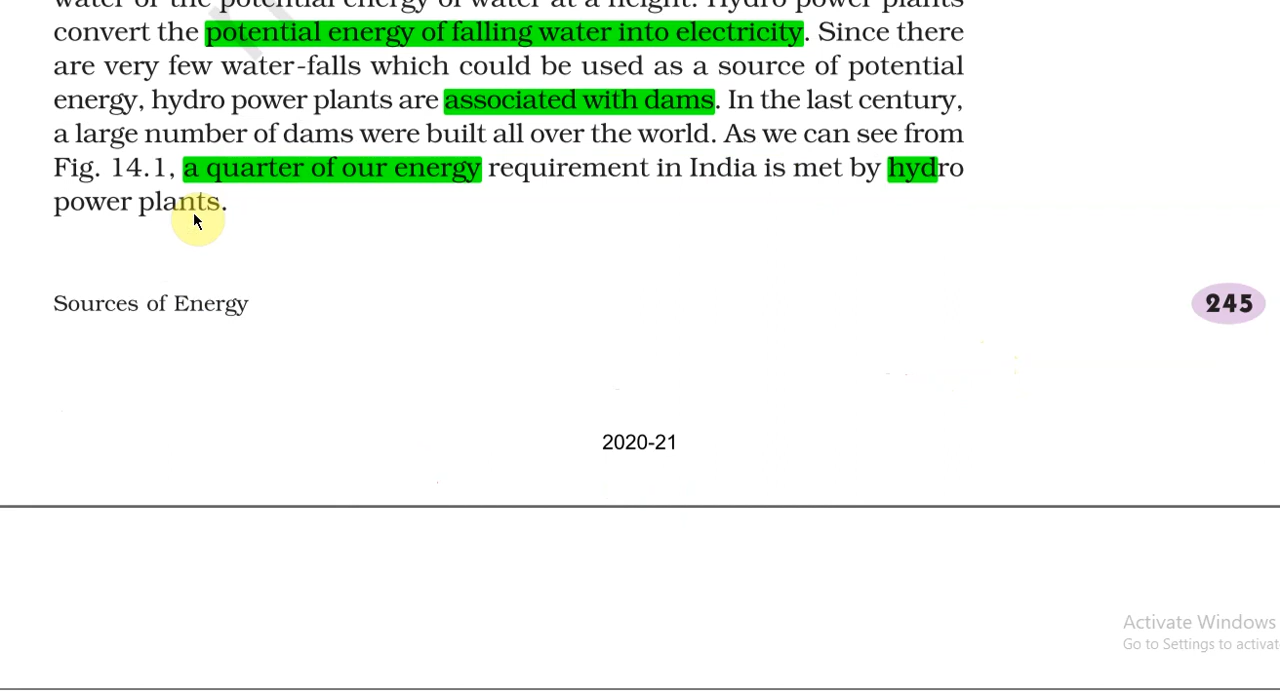 water or the potential energy of water at a height. Hydro power plants
convert the potential energy of falling water into electricity. Since there
are very few water-falls which could be used as a source of potential
energy, hydro power plants are associated with dams. In the last century,
a large number of dams were built all over the world. As we can see from
Fig. 14.1, a quarter of our energy requirement in India is met by hydro
power plants.
Sources of Energy
245
2020-21
Activate Windows
Go to Settings to activat